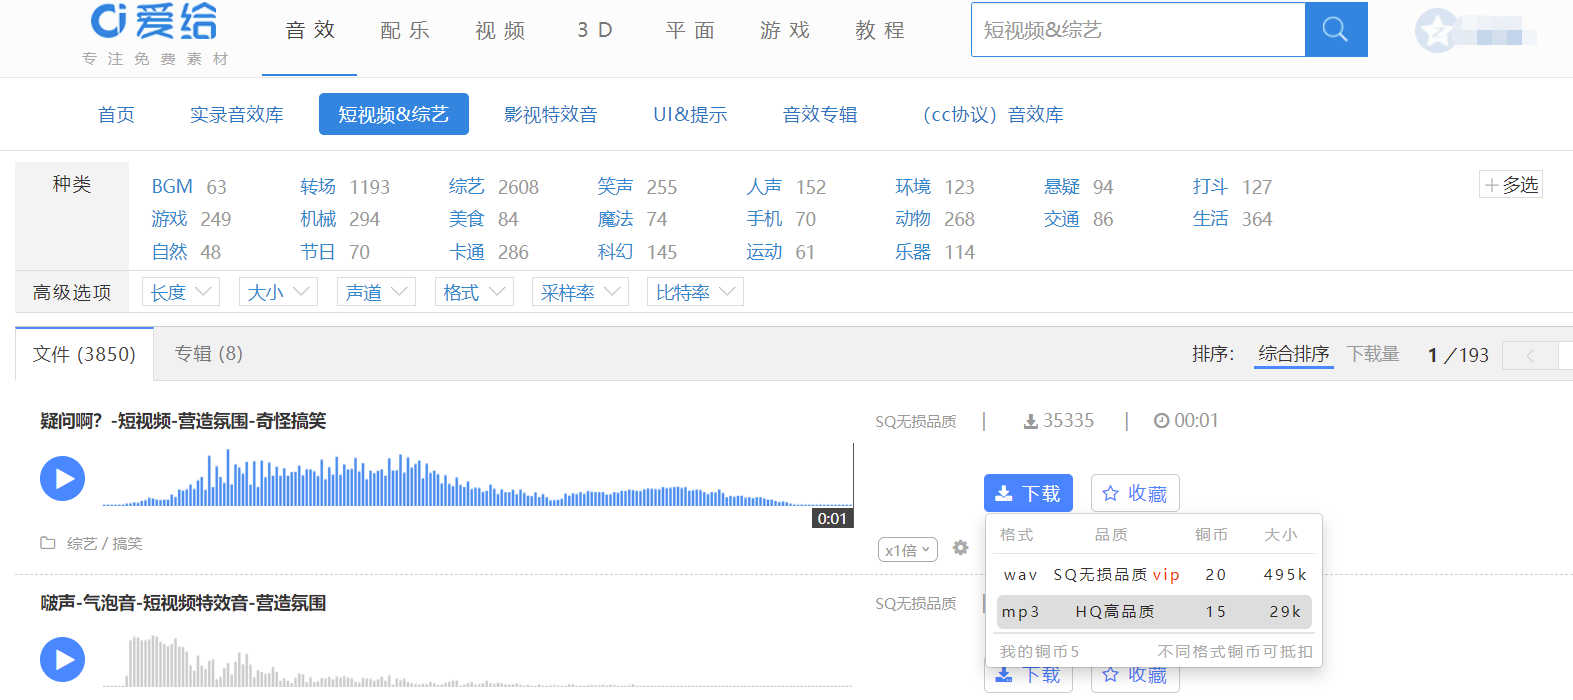 爱给
专注免费素材
音效 配乐 视频 3D 平面 游戏 教程
短视频&综艺
首页 实录音效库 短视频&综艺 影视特效音 UI&提示 音效专辑 （cc协议）音效库
种类
BGM 63 转场 1193 综艺 2608 笑声 255 人声 152 环境 123 悬疑 94 打斗 127
十多选
游戏 249 机械 294 美食 84 魔法 74 手机 70 动物 268 交通 86 生活 364
自然 48 节日 70 卡通 286 科幻 145 运动 61 乐器 114
高级选项 长度 大小 声道 格式 采样率 比特率
文件 (3850) 专辑 (8) 排序： 综合排序 下载量 1／193
疑问啊？-短视频-营造氛围-奇怪搞笑 SQ无损品质 | 35335 | 00:01
下载 收藏
0:01
综艺 / 搞笑 x1倍
格式 品质 铜币 大小
wav SQ无损品质 vip 20 495k
mp3 HQ高品质 15 29k
我的铜币5 不同格式铜币可抵扣
啵声-气泡音-短视频特效音-营造氛围 SQ无损品质
下载 收藏